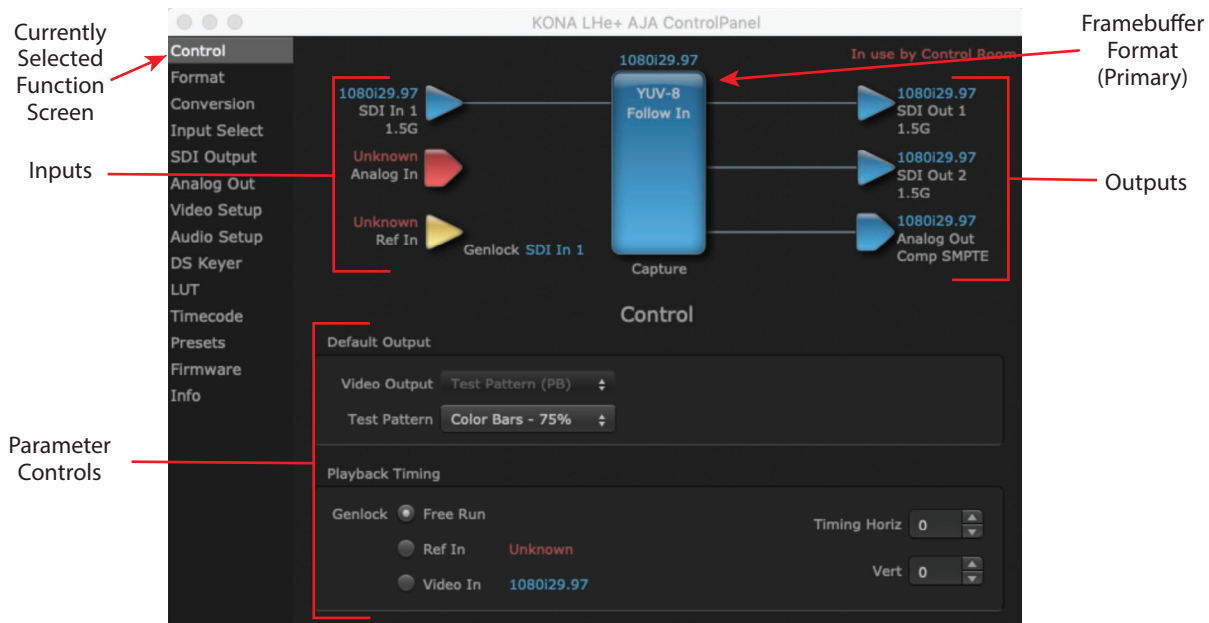 KONA LHe+ AJA ControlPanel
Currently
Selected
Function
Screen
Inputs
Parameter
Controls
Framebuffer
Format
(Primary)
Outputs
Control
Format
Conversion
Input Select
SDI Output
Analog Out
Video Setup
Audio Setup
DS Keyer
LUT
Timecode
Presets
Firmware
Info
In use by Control Room
1080i29.97
YUV-8
Follow In
Capture
1080i29.97
SDI In 1
1.5G
Unknown
Analog In
Unknown
Ref In
Genlock SDI In 1
1080i29.97
SDI Out 1
1.5G
1080i29.97
SDI Out 2
1.5G
1080i29.97
Analog Out
Comp SMPTE
Control
Default Output
Video Output Test Pattern (PB)
Test Pattern Color Bars - 75%
Playback Timing
Genlock Free Run
Ref In Unknown
Video In 1080i29.97
Timing Horiz 0
Vert 0